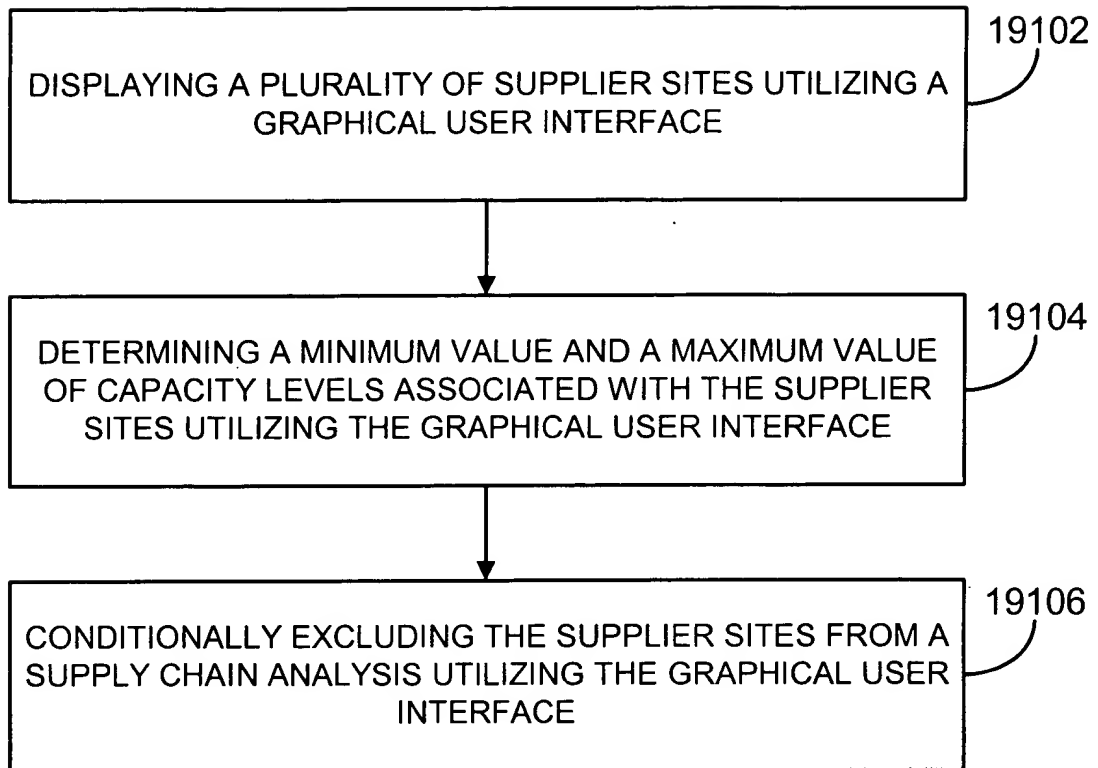 19102
DISPLAYING A PLURALITY OF SUPPLIER SITES UTILIZING A
GRAPHICAL USER INTERFACE
19104
DETERMINING A MINIMUM VALUE AND A MAXIMUM VALUE
OF CAPACITY LEVELS ASSOCIATED WITH THE SUPPLIER
SITES UTILIZING THE GRAPHICAL USER INTERFACE
19106
CONDITIONALLY EXCLUDING THE SUPPLIER SITES FROM A
SUPPLY CHAIN ANALYSIS UTILIZING THE GRAPHICAL USER
INTERFACE